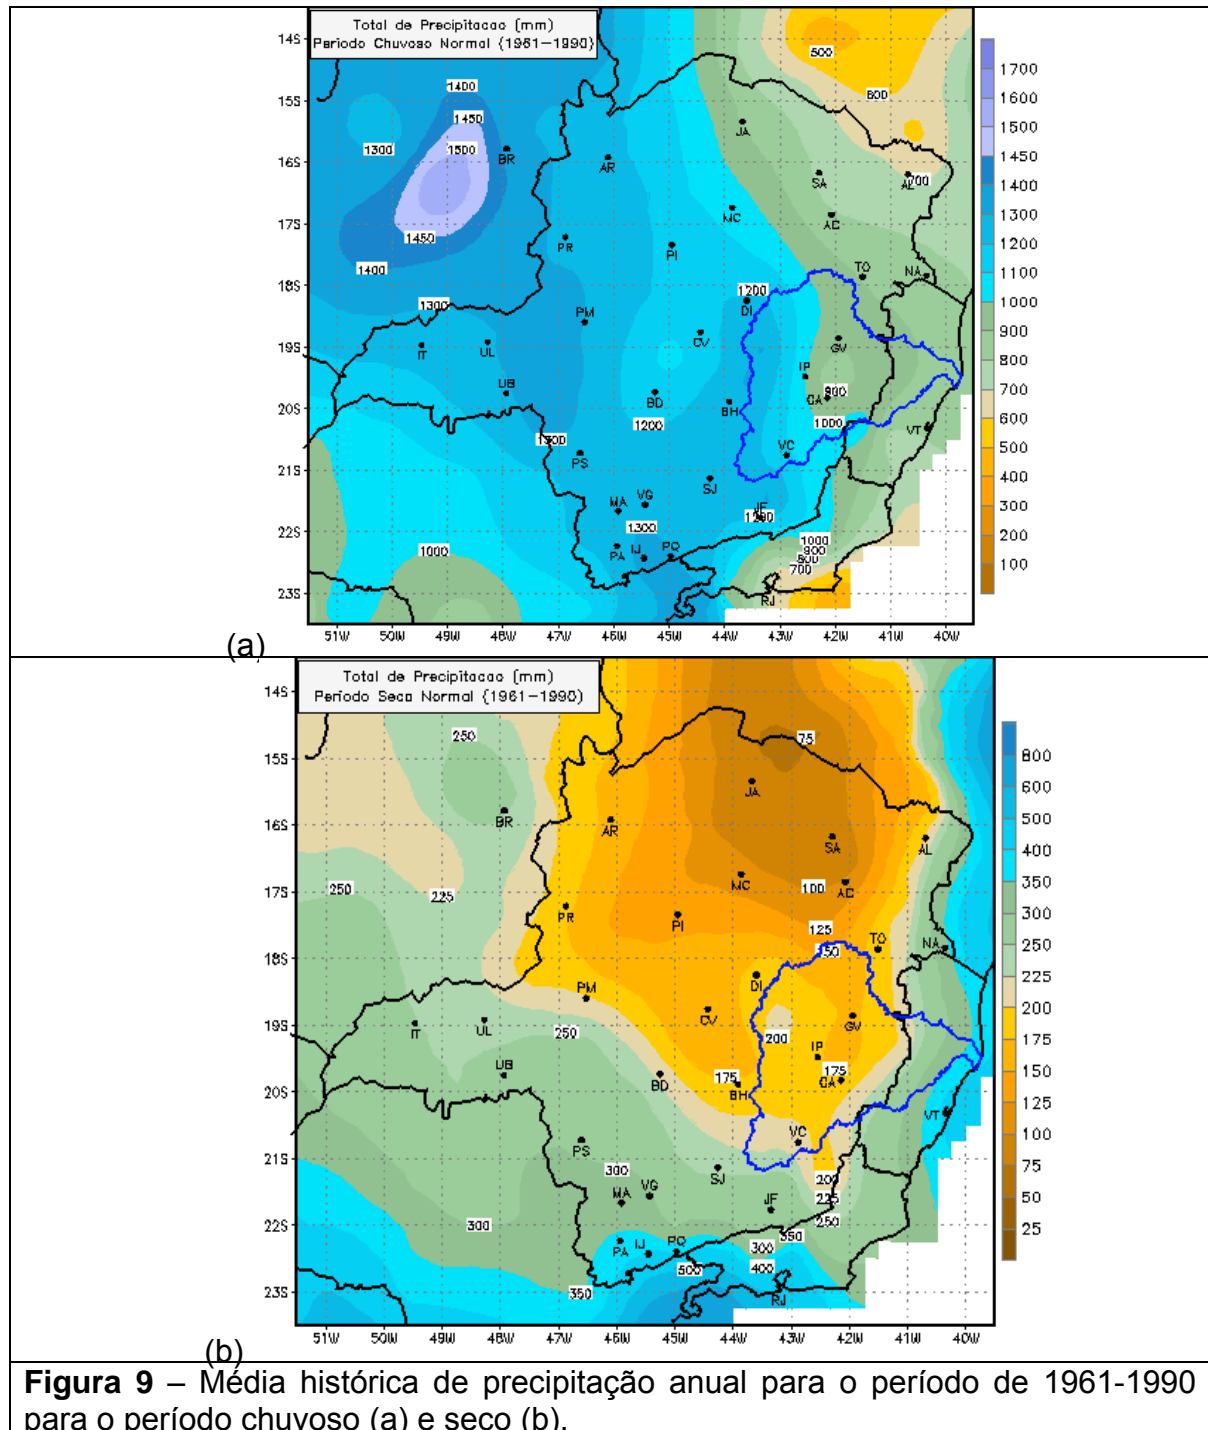 Total de Precipitacao (mm)
Periodo Chuvoso Normal (1961-1990)
14S
15S
16S
17S
18S
19S
20S
21S
22S
23S
51W 50W 49W 48W 47W 46W 45W 44W 43W 42W 41W 40W
1400
1450
1500
1300
1450
1400
1300
500
600
700
1200
1200
1300
1300
1200
900
1000
1000
1000
900
800
700
BR
AR
JA
SA
AL
MC
AC
PR
PI
TO
NA
DI
PM
CV
GV
IT
UL
IP
UB
BD
BH
CA
VT
VC
PS
SJ
MA
VG
JF
PA
IJ
PQ
RJ
1700
1600
1500
1450
1400
1300
1200
1100
1000
900
800
700
600
500
400
300
200
100
(a)
Total de Precipitacao (mm)
Periodo Seco Normal (1961-1990)
14S
15S
16S
17S
18S
19S
20S
21S
22S
23S
51W 50W 49W 48W 47W 46W 45W 44W 43W 42W 41W 40W
250
75
250
225
100
125
150
250
200
175
175
300
200
225
250
300
350
300
400
500
350
BR
AR
JA
SA
AL
MC
AC
PR
PI
TO
NA
DI
PM
CV
GV
IT
UL
IP
UB
BD
BH
CA
VT
VC
PS
SJ
MA
VG
JF
PA
IJ
PQ
RJ
800
600
500
400
350
300
250
225
200
175
150
125
100
75
50
25
(b)
Figura 9 – Média histórica de precipitação anual para o período de 1961-1990
para o período chuvoso (a) e seco (b).